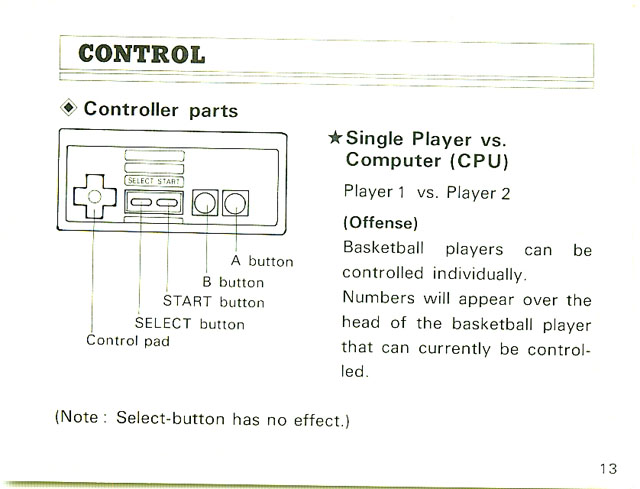 CONTROL
◈ Controller parts
SELECT START
A button
B button
START button
SELECT button
Control pad
★Single Player vs.
Computer (CPU)
Player 1 vs. Player 2
(Offense)
Basketball players can be
controlled individually.
Numbers will appear over the
head of the basketball player
that can currently be control-
led.
(Note : Select-button has no effect.)
13